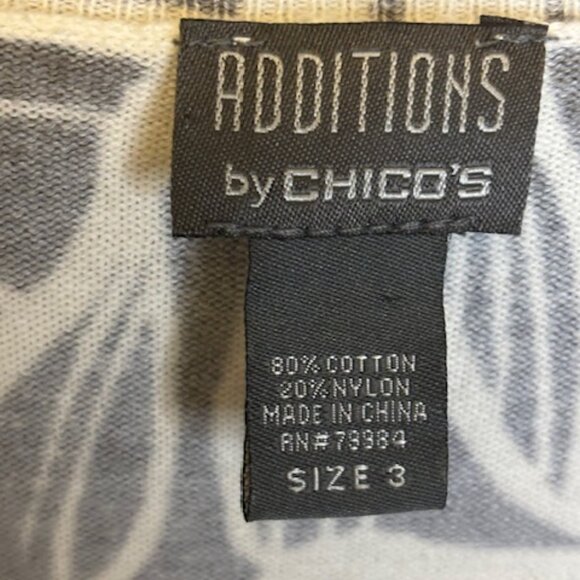 ADDITIONS
by CHICO'S
80% COTTON
20% NYLON
MADE IN CHINA
RN# 79984
SIZE 3